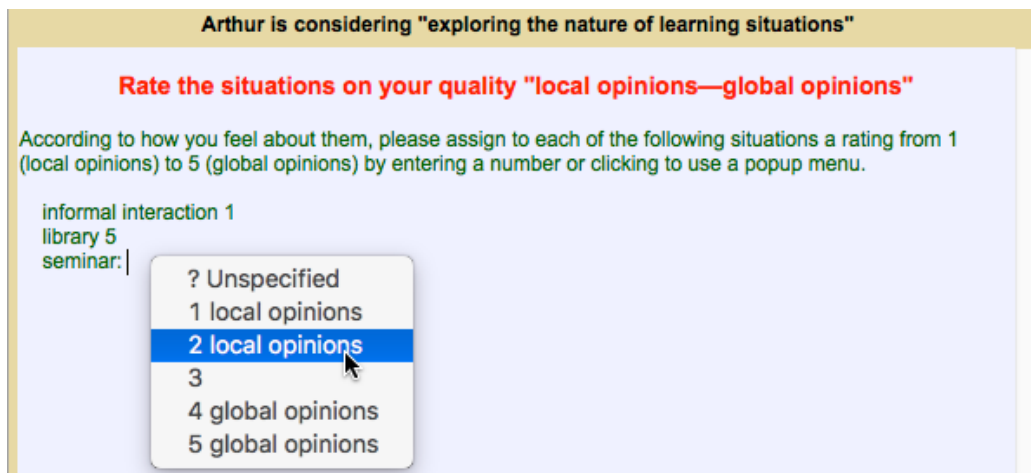 Arthur is considering "exploring the nature of learning situations"
Rate the situations on your quality "local opinions—global opinions"
According to how you feel about them, please assign to each of the following situations a rating from 1
(local opinions) to 5 (global opinions) by entering a number or clicking to use a popup menu.
informal interaction 1
library 5
seminar:
? Unspecified
1 local opinions
2 local opinions
3
4 global opinions
5 global opinions